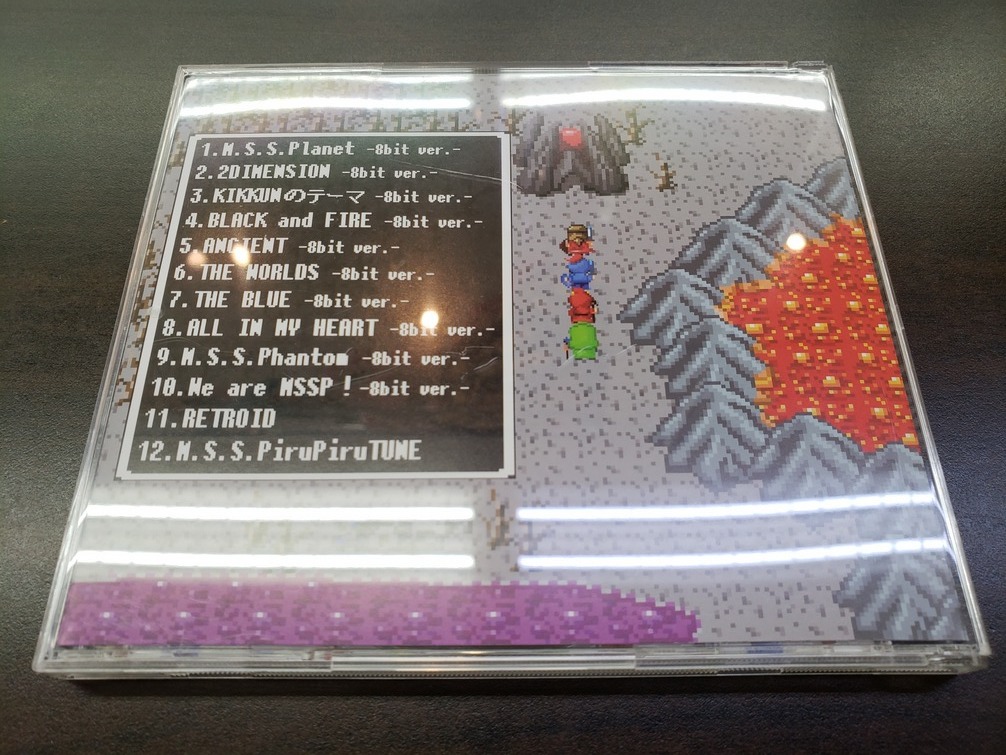 1.M.S.S.Planet -8bit ver.-
2.2DIMENSION -8bit ver.-
3.KIKKUNのテーマ -8bit ver.-
4.BLACK and FIRE -8bit ver.-
5.ANCIENT -8bit ver.-
6.THE WORLDS -8bit ver.-
7.THE BLUE -8bit ver.-
8.ALL IN MY HEART -8bit ver.-
9.M.S.S.Phantom -8bit ver.-
10.We are MSSP！-8bit ver.-
11.RETROID
12.M.S.S.PiruPiruTUNE